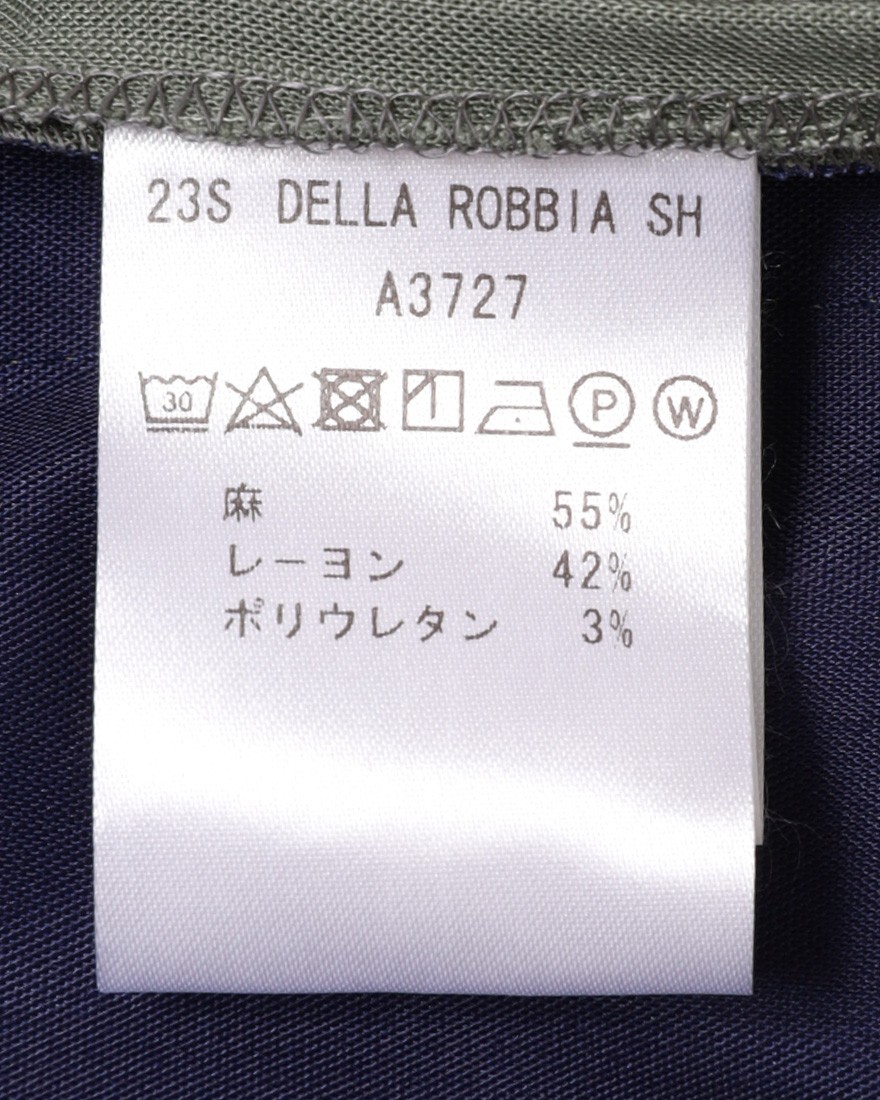 23S DELLA ROBBIA SH
A3727
30 P W
麻 55%
レーヨン 42%
ポリウレタン 3%